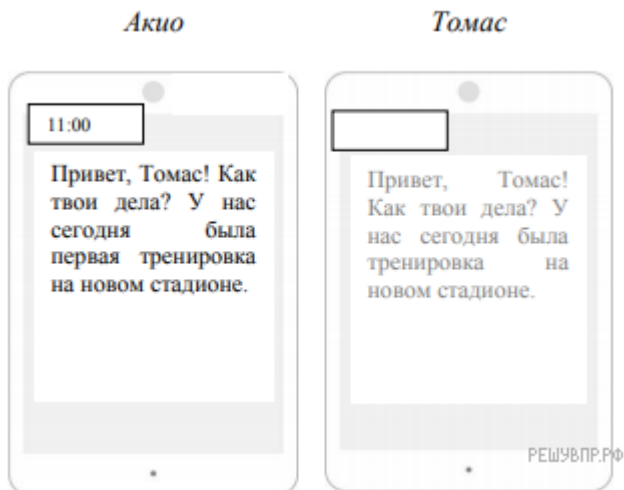 Акио
Томас
11:00
Привет, Томас! Как
твои дела? У нас
сегодня была
первая тренировка
на новом стадионе.
Привет, Томас!
Как твои дела? У
нас сегодня была
тренировка на
новом стадионе.
РЕШУВПР.РФ